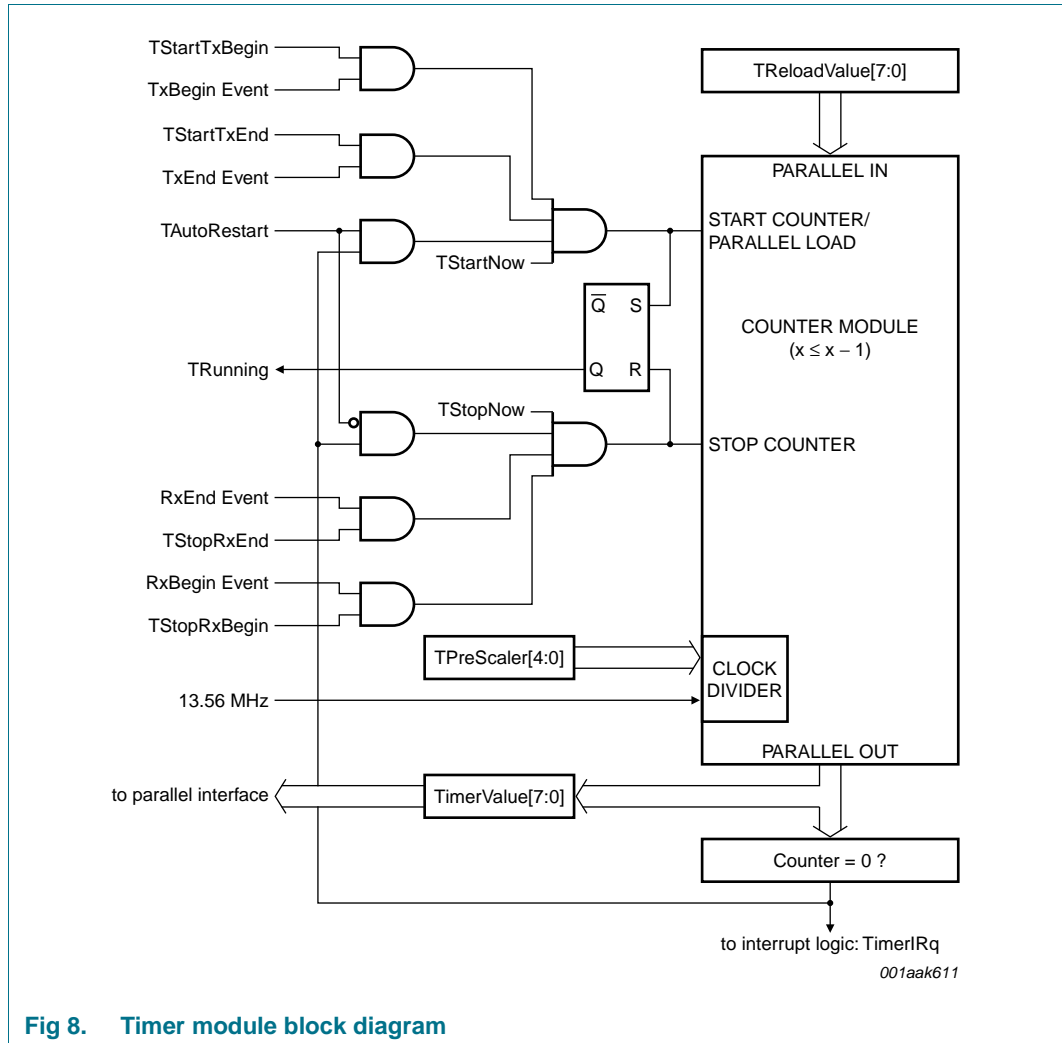 TStartTxBegin
TxBegin Event
TReloadValue[7:0]
TStartTxEnd
TxEnd Event
PARALLEL IN
TAutoRestart
START COUNTER/
PARALLEL LOAD
TStartNow
Q S
COUNTER MODULE
(x ≤ x − 1)
TRunning
Q R
TStopNow
STOP COUNTER
RxEnd Event
TStopRxEnd
RxBegin Event
TStopRxBegin
TPreScaler[4:0]
CLOCK
DIVIDER
13.56 MHz
PARALLEL OUT
to parallel interface
TimerValue[7:0]
Counter = 0 ?
to interrupt logic: TimerIRq
001aak611
Fig 8. Timer module block diagram